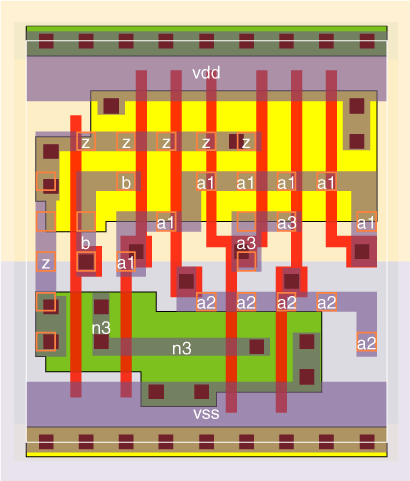 vdd
z z z z z
b a1 a1 a1 a1
a1 a3 a1
b a3
z a1
a2 a2 a2 a2
n3
n3 a2
vss